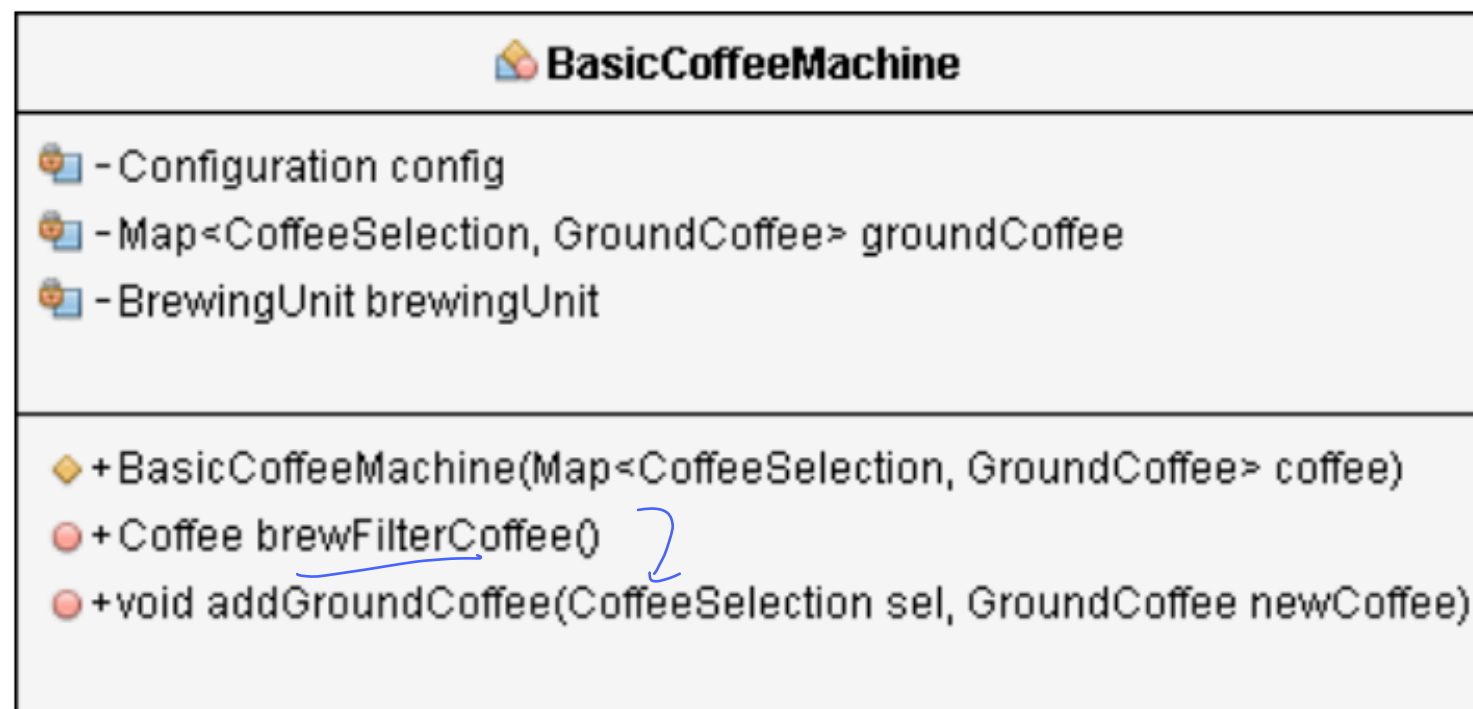 BasicCoffeeMachine
-Configuration config
-Map<CoffeeSelection, GroundCoffee> groundCoffee
-BrewingUnit brewingUnit
+BasicCoffeeMachine(Map<CoffeeSelection, GroundCoffee> coffee)
+Coffee brewFilterCoffee()
+void addGroundCoffee(CoffeeSelection sel, GroundCoffee newCoffee)